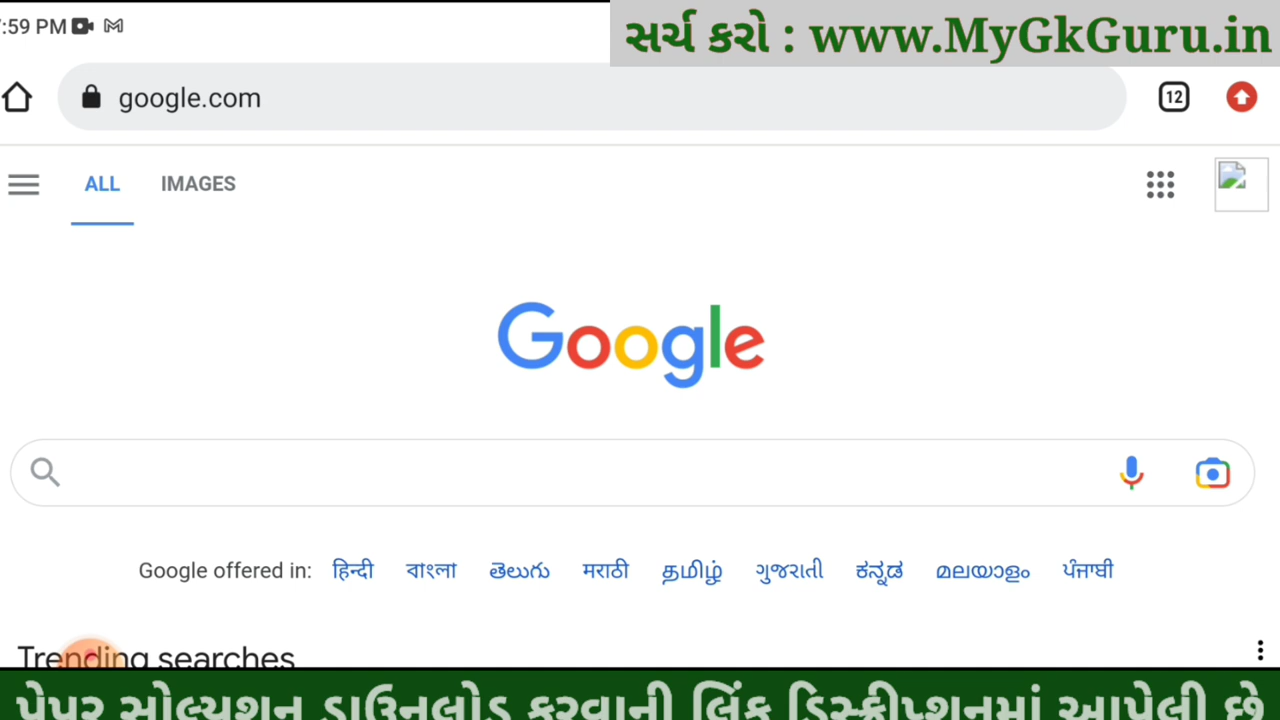 :59 PM
સર્ચ કરો : www.MyGkGuru.in
google.com
12
ALL IMAGES
Google
Google offered in: हिन्दी বাংলা తెలుగు मराठी தமிழ் ગુજરાતી ಕನ್ನಡ മലയാളം ਪੰਜਾਬੀ
Trending searches
પેપર સોલ્યુશન ડાઉનલોડ કરવાની લિંક ડિસ્ક્રીપ્શનમાં આપેલી છે